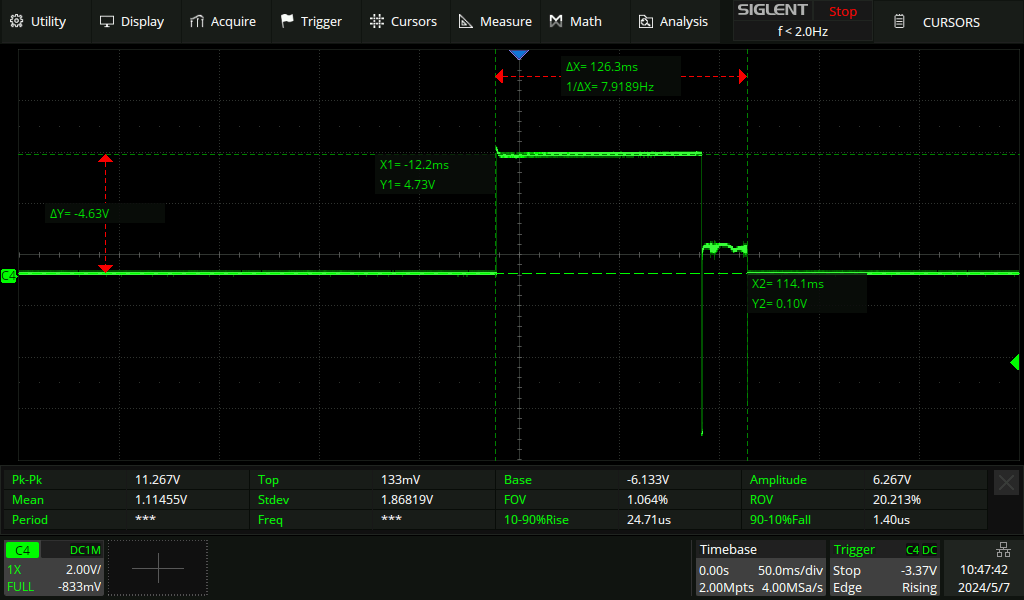 Utility Display Acquire Trigger Cursors Measure Math Analysis SIGLENT Stop CURSORS
f < 2.0Hz
ΔX= 126.3ms
1/ΔX= 7.9189Hz
X1= -12.2ms
Y1= 4.73V
ΔY= -4.63V
C4
X2= 114.1ms
Y2= 0.10V
Pk-Pk 11.267V Top 133mV Base -6.133V Amplitude 6.267V
Mean 1.11455V Stdev 1.86819V FOV 1.064% ROV 20.213%
Period *** Freq *** 10-90%Rise 24.71us 90-10%Fall 1.40us
C4 DC1M Timebase Trigger C4 DC
1X 2.00V/ 0.00s 50.0ms/div Stop -3.37V 10:47:42
FULL -833mV 2.00Mpts 4.00MSa/s Edge Rising 2024/5/7